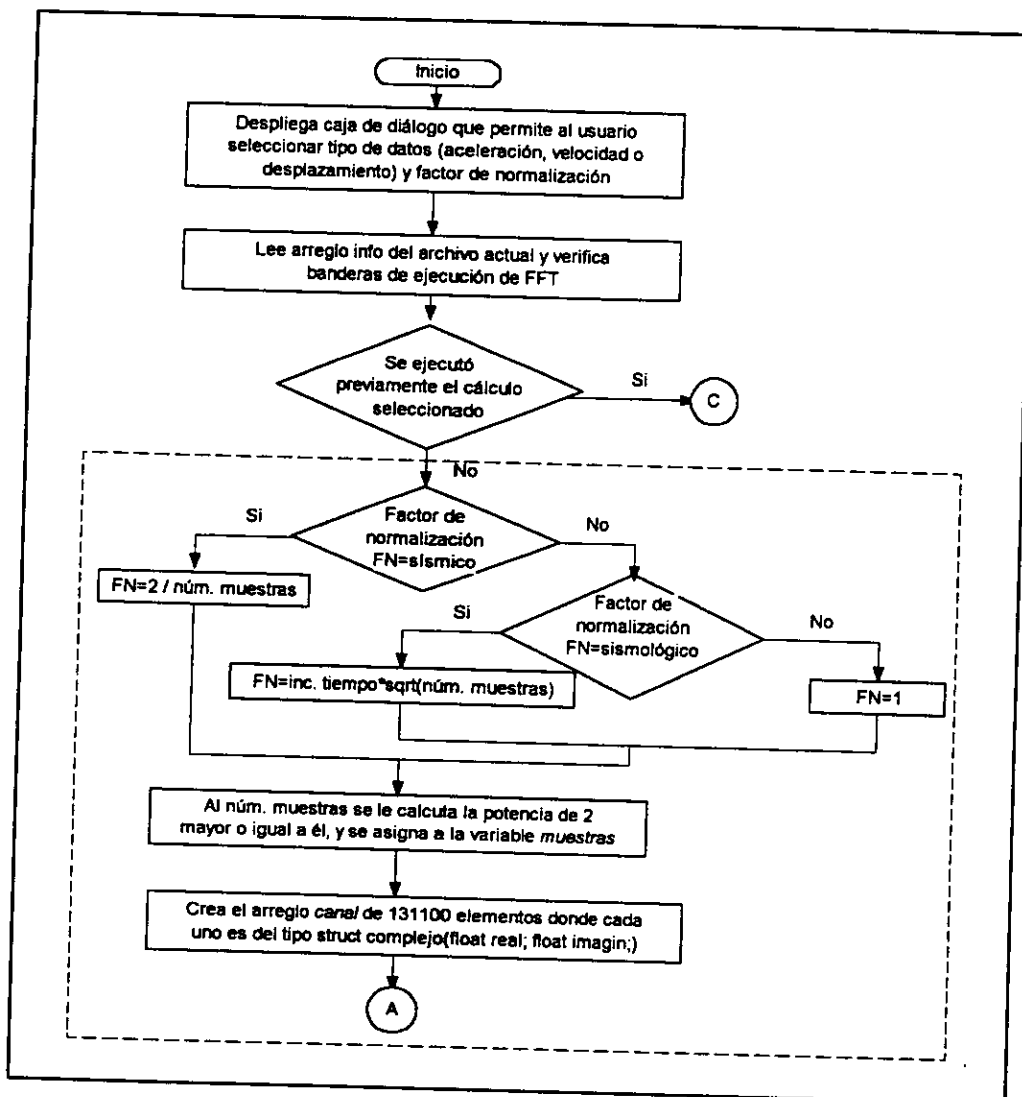 Inicio
Despliega caja de diálogo que permite al usuario
seleccionar tipo de datos (aceleración, velocidad o
desplazamiento) y factor de normalización
Lee arreglo info del archivo actual y verifica
banderas de ejecución de FFT
Se ejecutó
previamente el cálculo
seleccionado
Si
C
No
Factor de
normalización
FN=sísmico
Si
No
FN=2 / núm. muestras
Factor de
normalización
FN=sismológico
Si
No
FN=inc. tiempo*sqrt(núm. muestras)
FN=1
Al núm. muestras se le calcula la potencia de 2
mayor o igual a él, y se asigna a la variable muestras
Crea el arreglo canal de 131100 elementos donde cada
uno es del tipo struct complejo(float real; float imagin;)
A